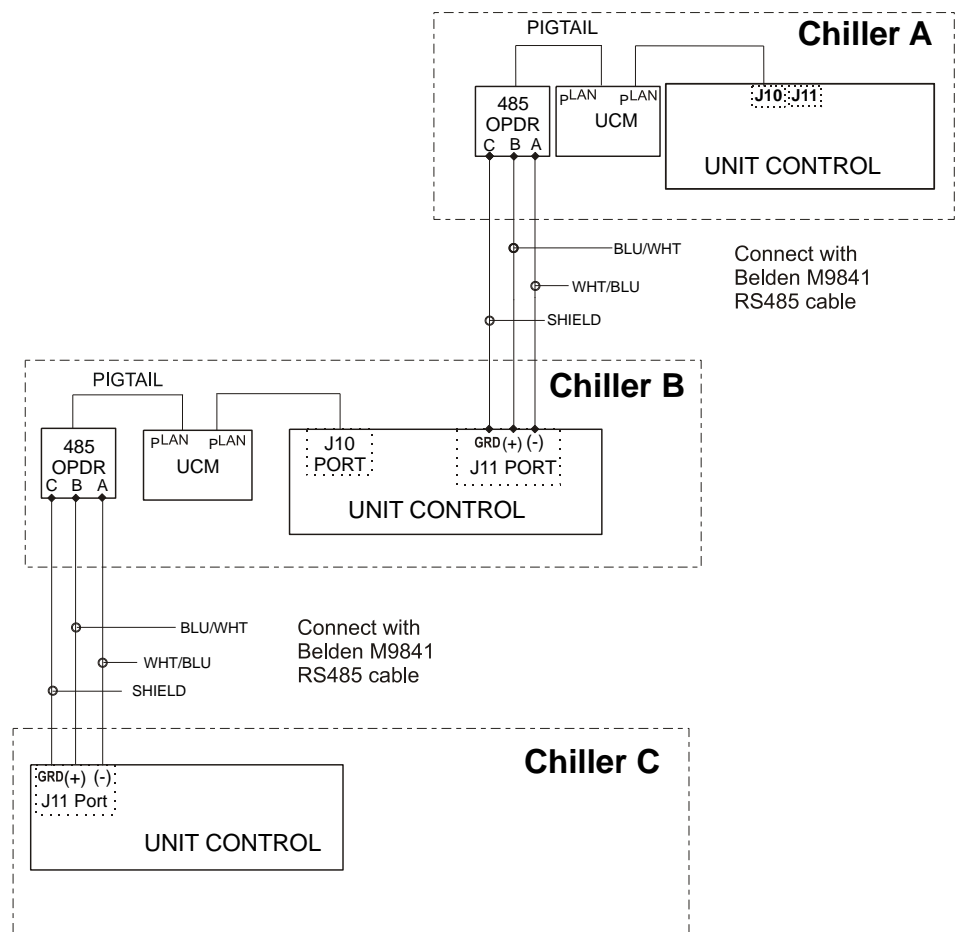 PIGTAIL
Chiller A
485
OPDR
C B A
pLAN pLAN
UCM
J10 J11
UNIT CONTROL
BLU/WHT
WHT/BLU
SHIELD
Connect with
Belden M9841
RS485 cable
PIGTAIL
Chiller B
485
OPDR
C B A
pLAN pLAN
UCM
J10
PORT
GRD (+) (-)
J11 PORT
UNIT CONTROL
BLU/WHT
WHT/BLU
SHIELD
Connect with
Belden M9841
RS485 cable
Chiller C
GRD (+) (-)
J11 Port
UNIT CONTROL